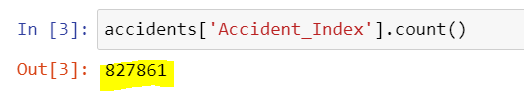 In [3]: accidents['Accident_Index'].count()
Out[3]: 827861